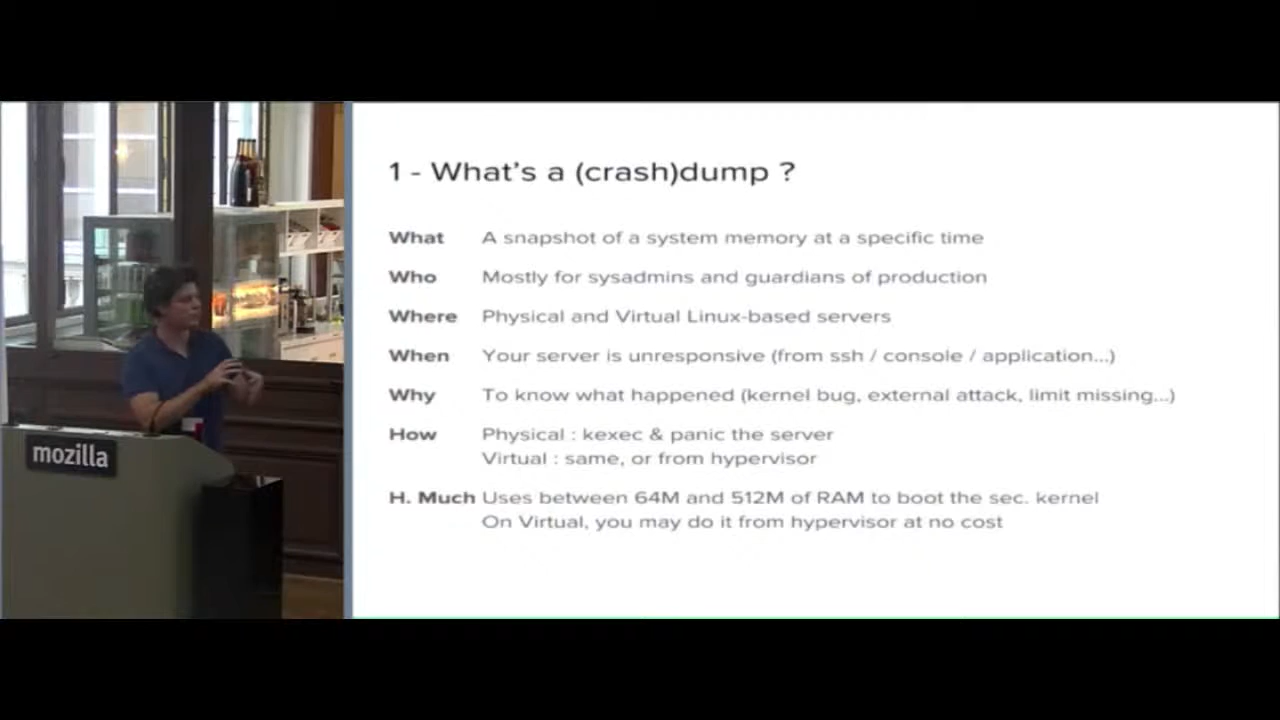 1 - What's a (crash)dump ?
What A snapshot of a system memory at a specific time
Who Mostly for sysadmins and guardians of production
Where Physical and Virtual Linux-based servers
When Your server is unresponsive (from ssh / console / application...)
Why To know what happened (kernel bug, external attack, limit missing...)
How Physical : kexec & panic the server
Virtual : same, or from hypervisor
H. Much Uses between 64M and 512M of RAM to boot the sec. kernel
On Virtual, you may do it from hypervisor at no cost
mozilla